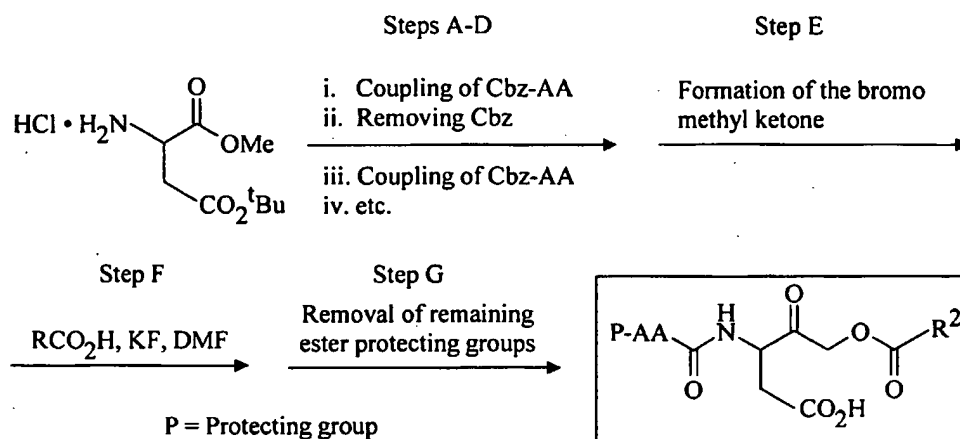 Steps A-D
Step E
i. Coupling of Cbz-AA
ii. Removing Cbz
iii. Coupling of Cbz-AA
iv. etc.
Formation of the bromo
methyl ketone
HCl • H₂N
O
OMe
CO₂ᵗBu
Step F
Step G
RCO₂H, KF, DMF
Removal of remaining
ester protecting groups
P-AA
O
H
N
O
O
R²
O
CO₂H
P = Protecting group